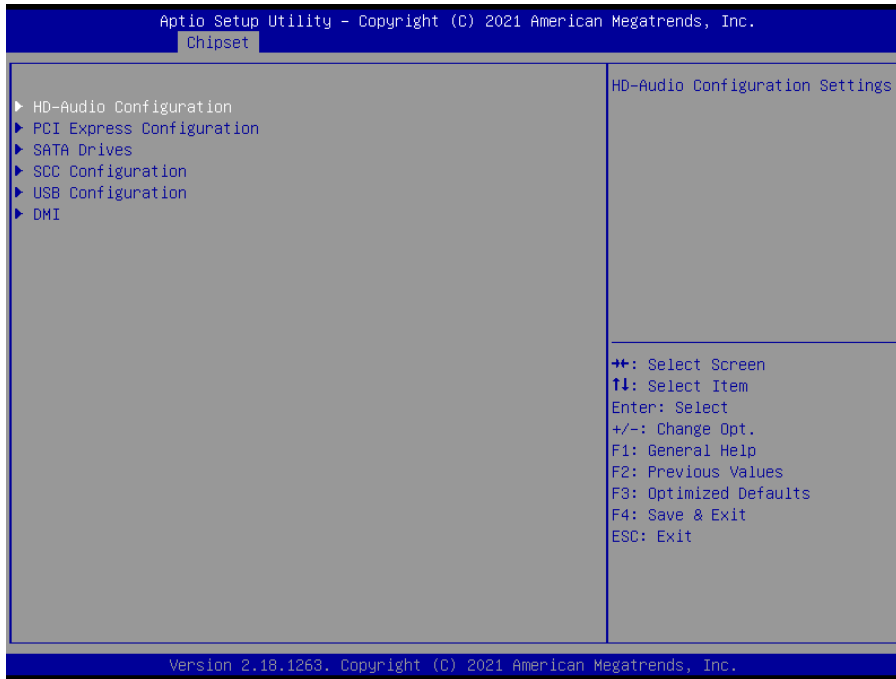 Aptio Setup Utility – Copyright (C) 2021 American Megatrends, Inc.
Chipset
HD-Audio Configuration
PCI Express Configuration
SATA Drives
SCC Configuration
USB Configuration
DMI
HD-Audio Configuration Settings
→←: Select Screen
↑↓: Select Item
Enter: Select
+/-: Change Opt.
F1: General Help
F2: Previous Values
F3: Optimized Defaults
F4: Save & Exit
ESC: Exit
Version 2.18.1263. Copyright (C) 2021 American Megatrends, Inc.